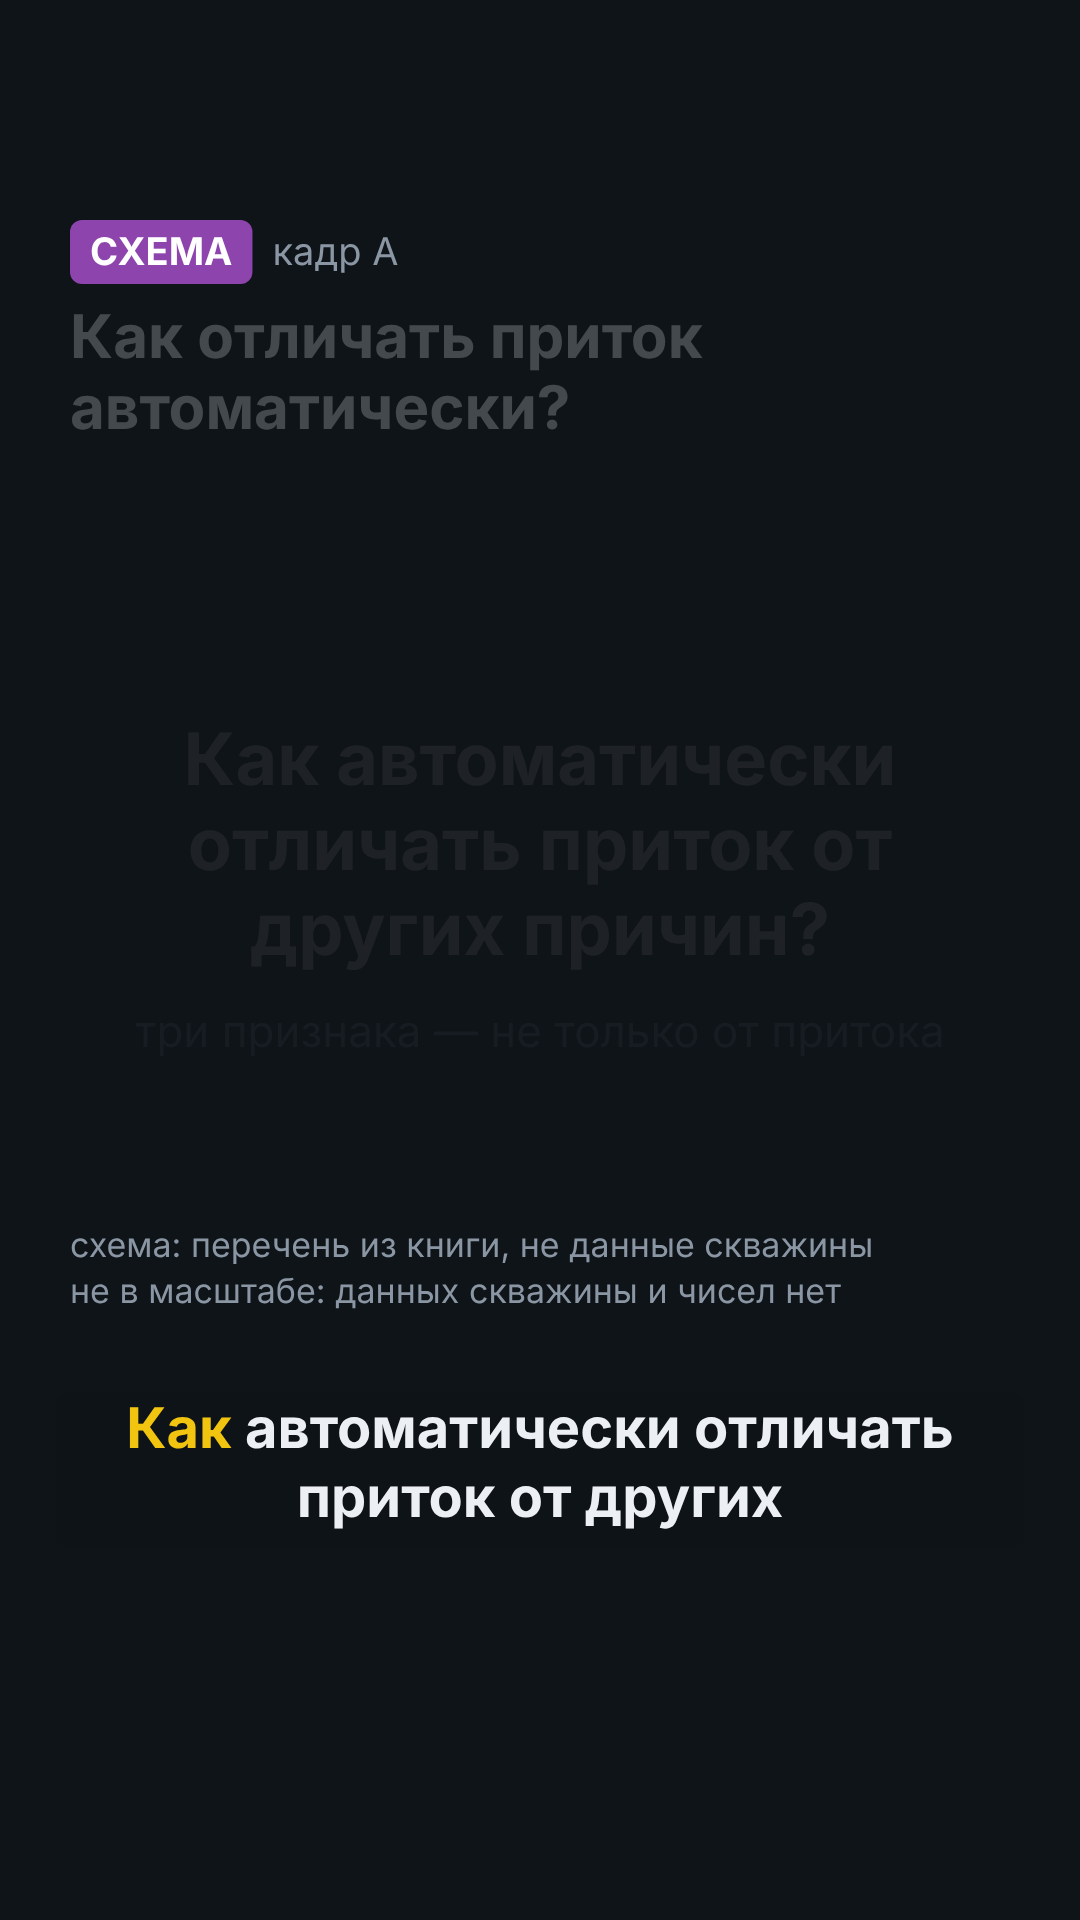 СХЕМА кадр А
Как отличать приток
автоматически?
Как автоматически
отличать приток от
других причин?
три признака — не только от притока
схема: перечень из книги, не данные скважины
не в масштабе: данных скважины и чисел нет
Как автоматически отличать
приток от других